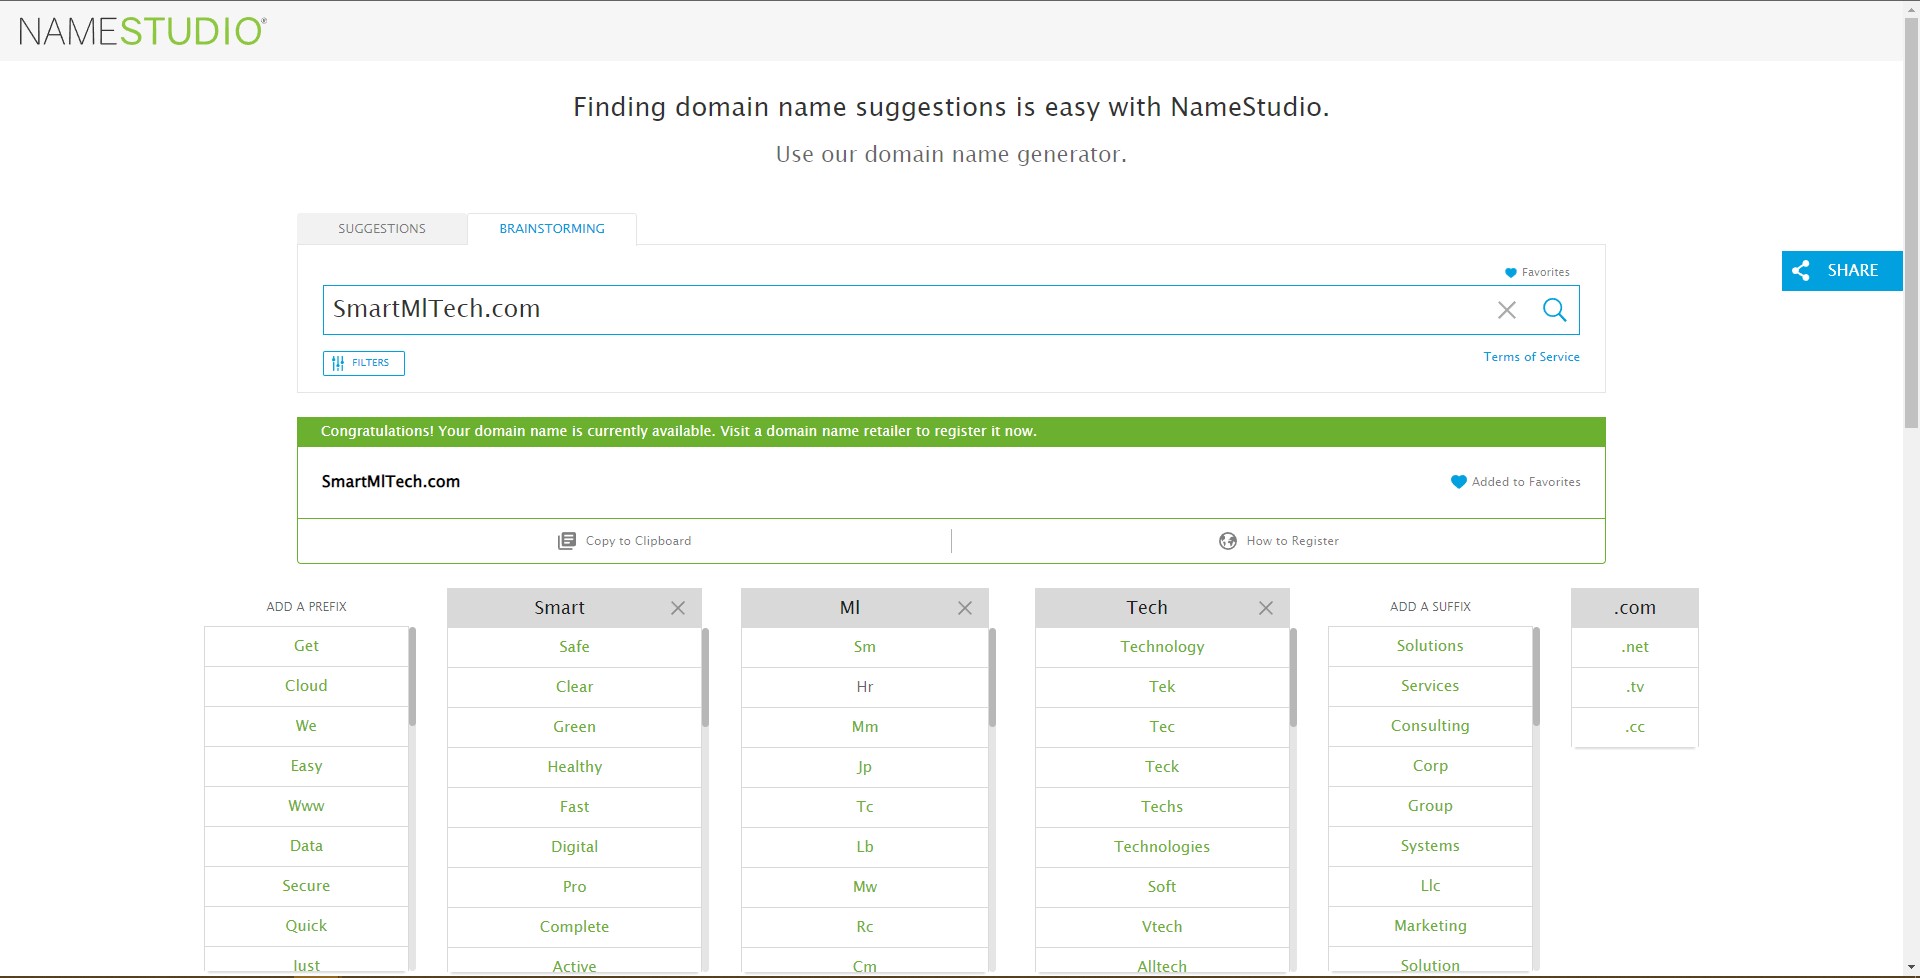 NAMESTUDIO®
Finding domain name suggestions is easy with NameStudio.
Use our domain name generator.
SUGGESTIONS
BRAINSTORMING
Favorites
SmartMlTech.com
FILTERS
Terms of Service
SHARE
Congratulations! Your domain name is currently available. Visit a domain name retailer to register it now.
SmartMlTech.com
Added to Favorites
Copy to Clipboard
How to Register
ADD A PREFIX
Get
Cloud
We
Easy
Www
Data
Secure
Quick
Just
Smart
Safe
Clear
Green
Healthy
Fast
Digital
Pro
Complete
Active
Ml
Sm
Hr
Mm
Jp
Tc
Lb
Mw
Rc
Cm
Tech
Technology
Tek
Tec
Teck
Techs
Technologies
Soft
Vtech
Alltech
ADD A SUFFIX
Solutions
Services
Consulting
Corp
Group
Systems
Llc
Marketing
Solution
.com
.net
.tv
.cc